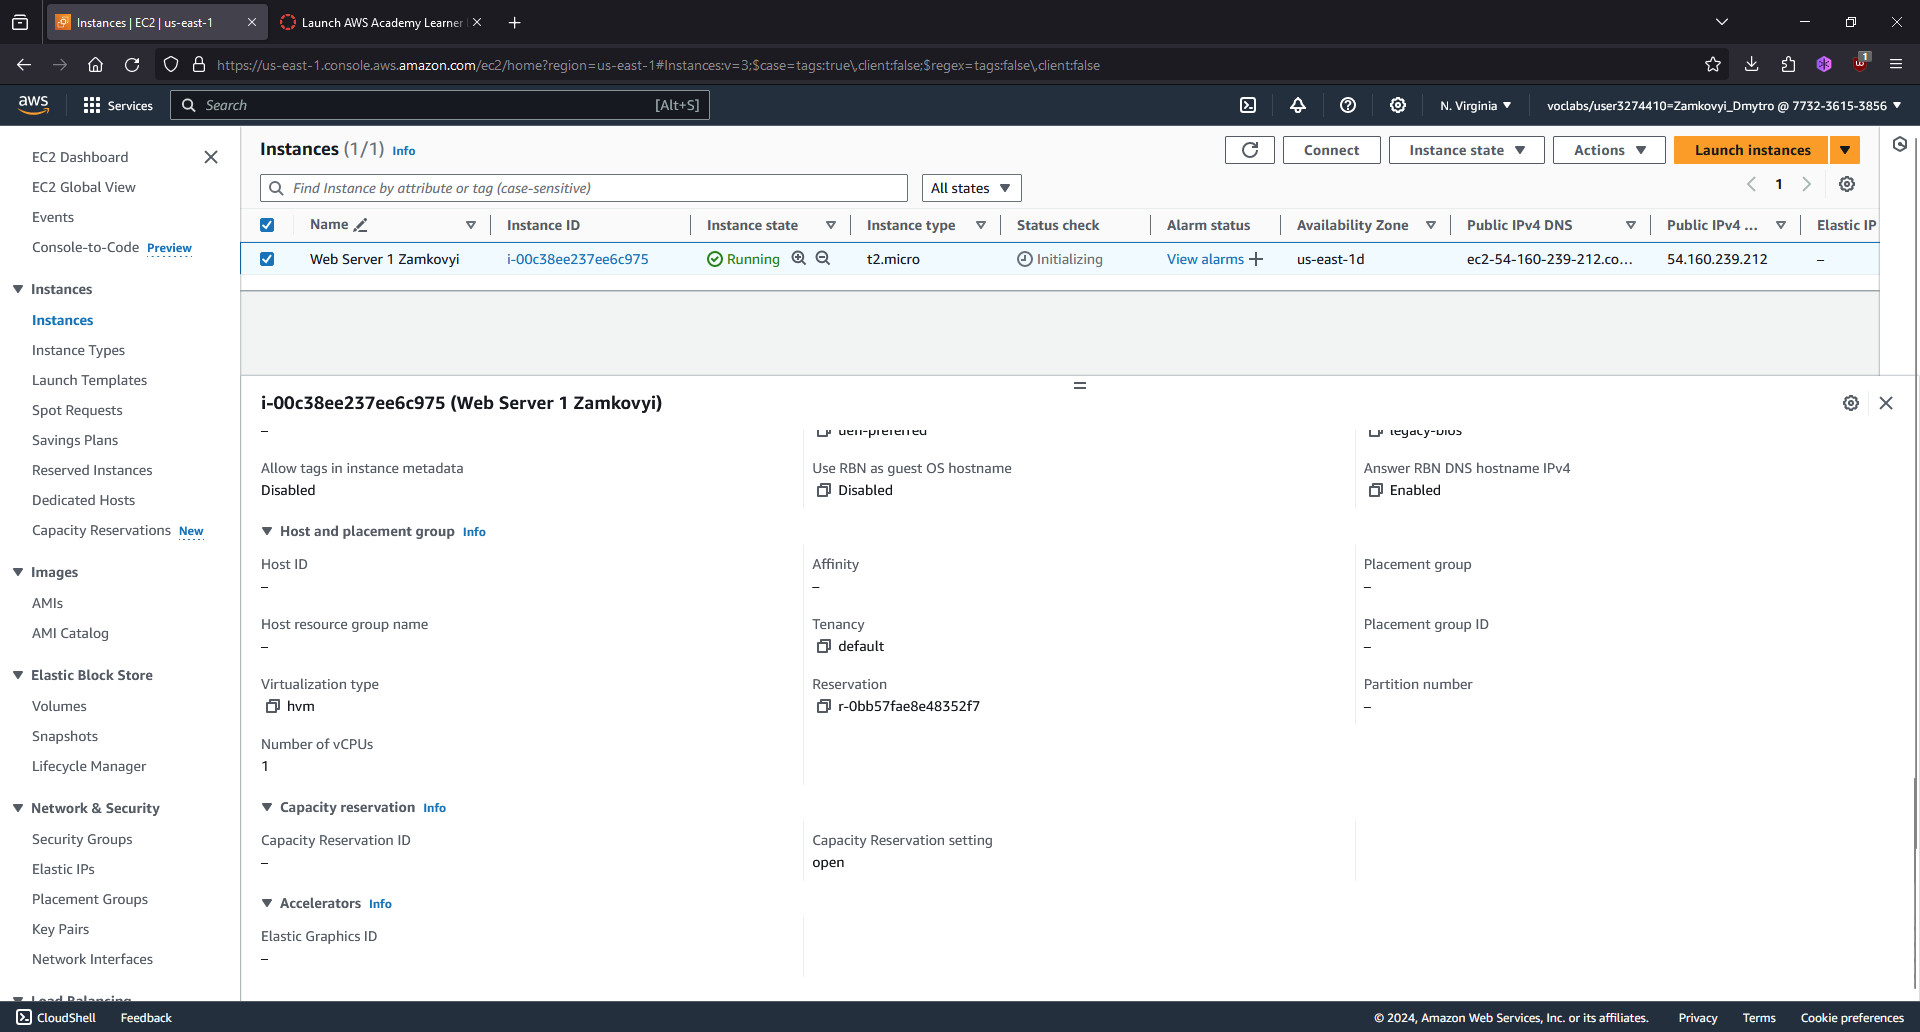 Instances | EC2 | us-east-1
Launch AWS Academy Learner
https://us-east-1.console.aws.amazon.com/ec2/home?region=us-east-1#Instances:v=3;$case=tags:true\,client:false;$regex=tags:false\,client:false
1
aws
Services
Search
[Alt+S]
N. Virginia
voclabs/user3274410=Zamkovyi_Dmytro @ 7732-3615-3856
EC2 Dashboard
EC2 Global View
Events
Console-to-Code Preview
Instances
Instances
Instance Types
Launch Templates
Spot Requests
Savings Plans
Reserved Instances
Dedicated Hosts
Capacity Reservations New
Images
AMIs
AMI Catalog
Elastic Block Store
Volumes
Snapshots
Lifecycle Manager
Network & Security
Security Groups
Elastic IPs
Placement Groups
Key Pairs
Network Interfaces
Load Balancing
Instances (1/1) Info
Connect
Instance state
Actions
Launch instances
Find Instance by attribute or tag (case-sensitive)
All states
1
Name
Instance ID
Instance state
Instance type
Status check
Alarm status
Availability Zone
Public IPv4 DNS
Public IPv4 ...
Elastic IP
Web Server 1 Zamkovyi
i-00c38ee237ee6c975
Running
t2.micro
Initializing
View alarms
us-east-1d
ec2-54-160-239-212.co...
54.160.239.212
–
i-00c38ee237ee6c975 (Web Server 1 Zamkovyi)
–
uefi-preferred
legacy-bios
Allow tags in instance metadata
Disabled
Use RBN as guest OS hostname
Disabled
Answer RBN DNS hostname IPv4
Enabled
Host and placement group Info
Host ID
–
Affinity
–
Placement group
–
Host resource group name
–
Tenancy
default
Placement group ID
–
Virtualization type
hvm
Reservation
r-0bb57fae8e48352f7
Partition number
–
Number of vCPUs
1
Capacity reservation Info
Capacity Reservation ID
–
Capacity Reservation setting
open
Accelerators Info
Elastic Graphics ID
–
CloudShell
Feedback
© 2024, Amazon Web Services, Inc. or its affiliates.
Privacy
Terms
Cookie preferences